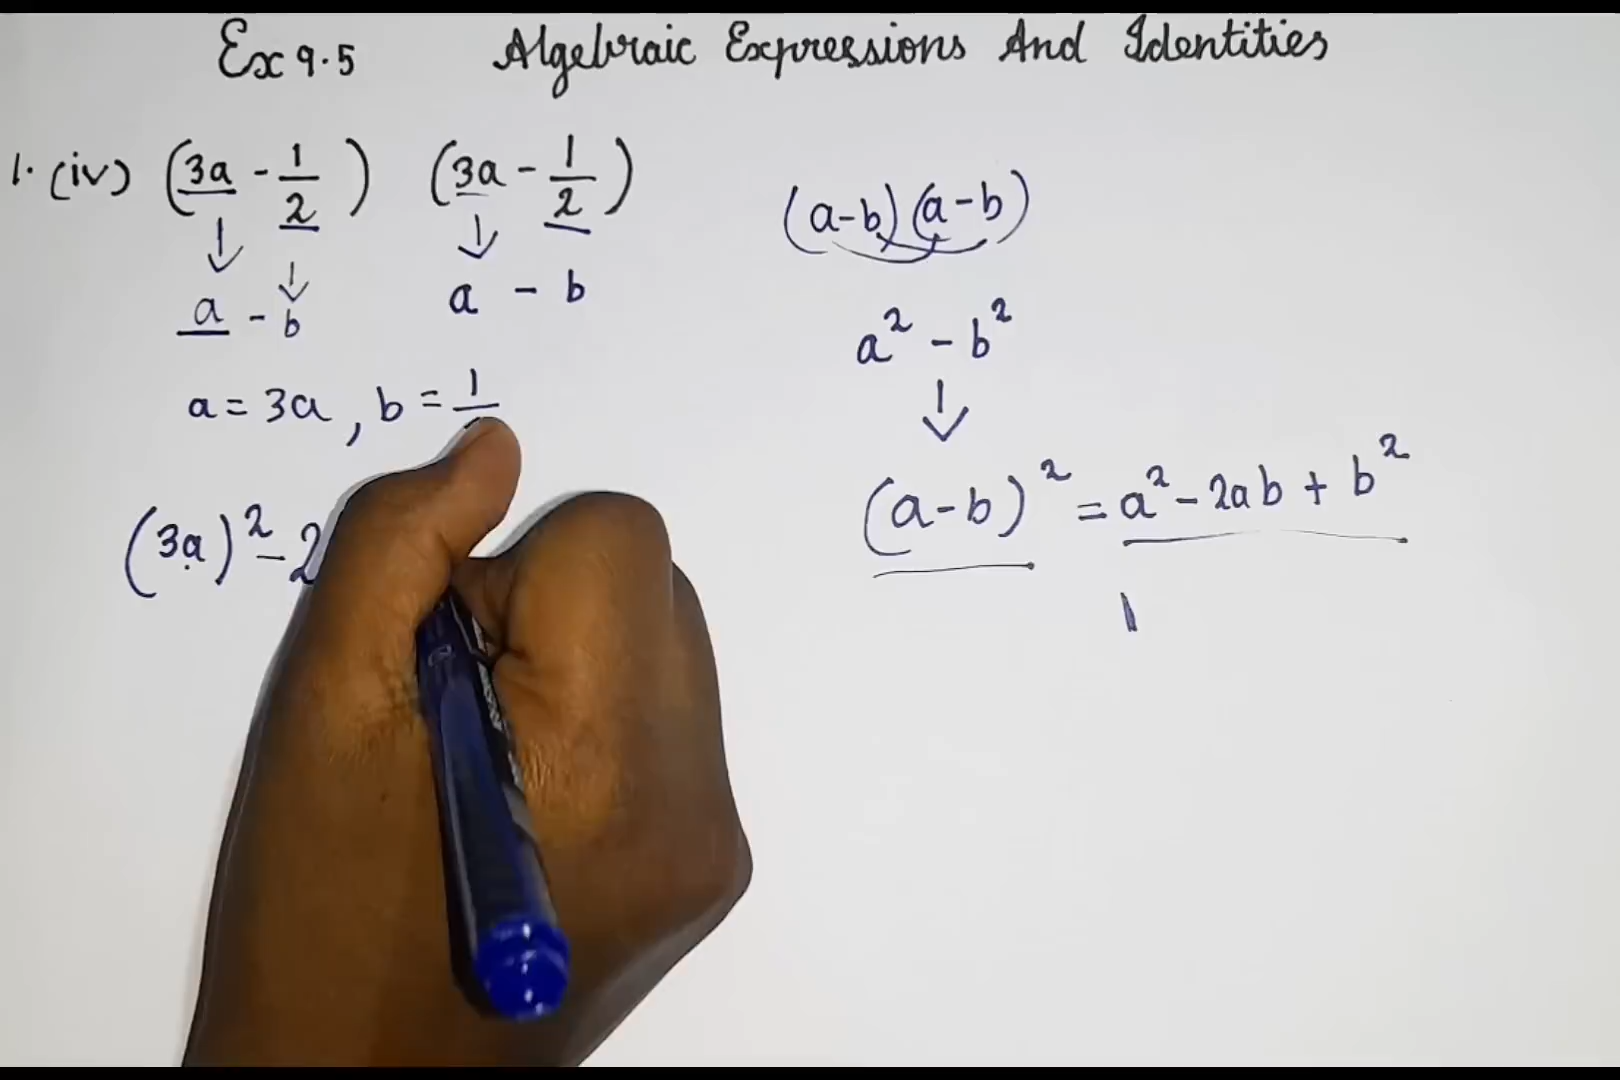 Ex 9.5 Algebraic Expressions And Identities
1. (iv) (3a - 1/2) (3a - 1/2)
↓ ↓ ↓
a - b a - b
a = 3a, b = 1/
(3a)² - 2
(a-b)(a-b)
a² - b²
↓
(a-b)² = a² - 2ab + b²